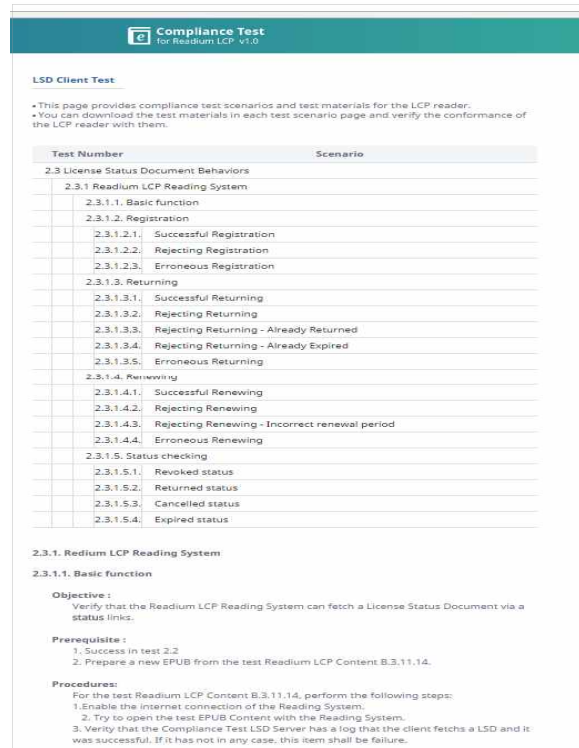 Compliance Test
for Readium LCP v1.0
LSD Client Test
• This page provides compliance test scenarios and test materials for the LCP reader.
• You can download the test materials in each test scenario page and verify the conformance of
the LCP reader with them.
Test Number Scenario
2.3 License Status Document Behaviors
2.3.1 Readium LCP Reading System
2.3.1.1. Basic function
2.3.1.2. Registration
2.3.1.2.1. Successful Registration
2.3.1.2.2. Rejecting Registration
2.3.1.2.3. Erroneous Registration
2.3.1.3. Returning
2.3.1.3.1. Successful Returning
2.3.1.3.2. Rejecting Returning
2.3.1.3.3. Rejecting Returning - Already Returned
2.3.1.3.4. Rejecting Returning - Already Expired
2.3.1.3.5. Erroneous Returning
2.3.1.4. Renewing
2.3.1.4.1. Successful Renewing
2.3.1.4.2. Rejecting Renewing
2.3.1.4.3. Rejecting Renewing - Incorrect renewal period
2.3.1.4.4. Erroneous Renewing
2.3.1.5. Status checking
2.3.1.5.1. Revoked status
2.3.1.5.2. Returned status
2.3.1.5.3. Cancelled status
2.3.1.5.4. Expired status
2.3.1. Redium LCP Reading System
2.3.1.1. Basic function
Objective :
Verify that the Readium LCP Reading System can fetch a License Status Document via a
status links.
Prerequisite :
1. Success in test 2.2
2. Prepare a new EPUB from the test Readium LCP Content B.3.11.14.
Procedures:
For the test Readium LCP Content B.3.11.14, perform the following steps:
1.Enable the internet connection of the Reading System.
2. Try to open the test EPUB Content with the Reading System.
3. Verity that the Compliance Test LSD Server has a log that the client fetchs a LSD and it
was successful. If it has not in any case, this item shall be failure.